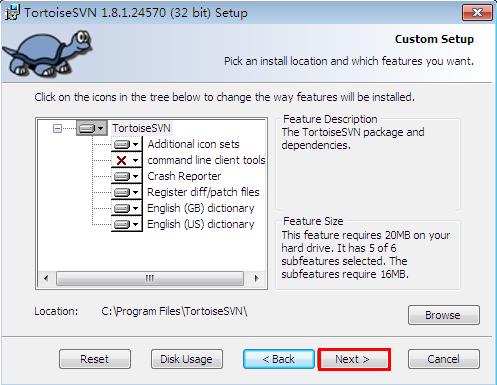 TortoiseSVN 1.8.1.24570 (32 bit) Setup
Custom Setup
Pick an install location and which features you want.
Click on the icons in the tree below to change the way features will be installed.
TortoiseSVN
Additional icon sets
command line client tools
Crash Reporter
Register diff/patch files
English (GB) dictionary
English (US) dictionary
Feature Description
The TortoiseSVN package and
dependencies.
Feature Size
This feature requires 20MB on your
hard drive. It has 5 of 6
subfeatures selected. The
subfeatures require 16MB.
Location: C:\Program Files\TortoiseSVN\
Browse
Reset Disk Usage < Back Next > Cancel